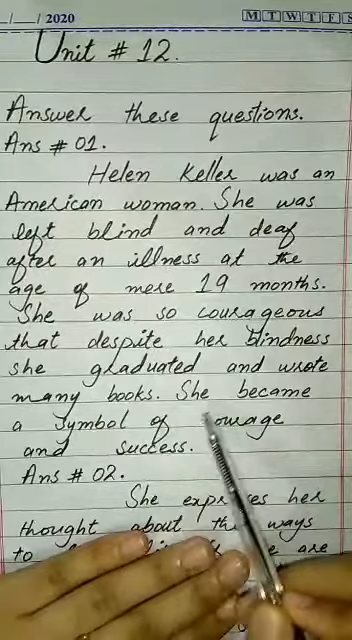 _/_/2020 M T W T F S
Unit # 12.
Answer these questions.
Ans # 01.
Helen Keller was an
American woman. She was
left blind and deaf
after an illness at the
age of mere 19 months.
She was so courageous
that despite her blindness
she graduated and wrote
many books. She became
a symbol of courage
and success.
Ans # 02.
She expresses her
thought about the ways
to are